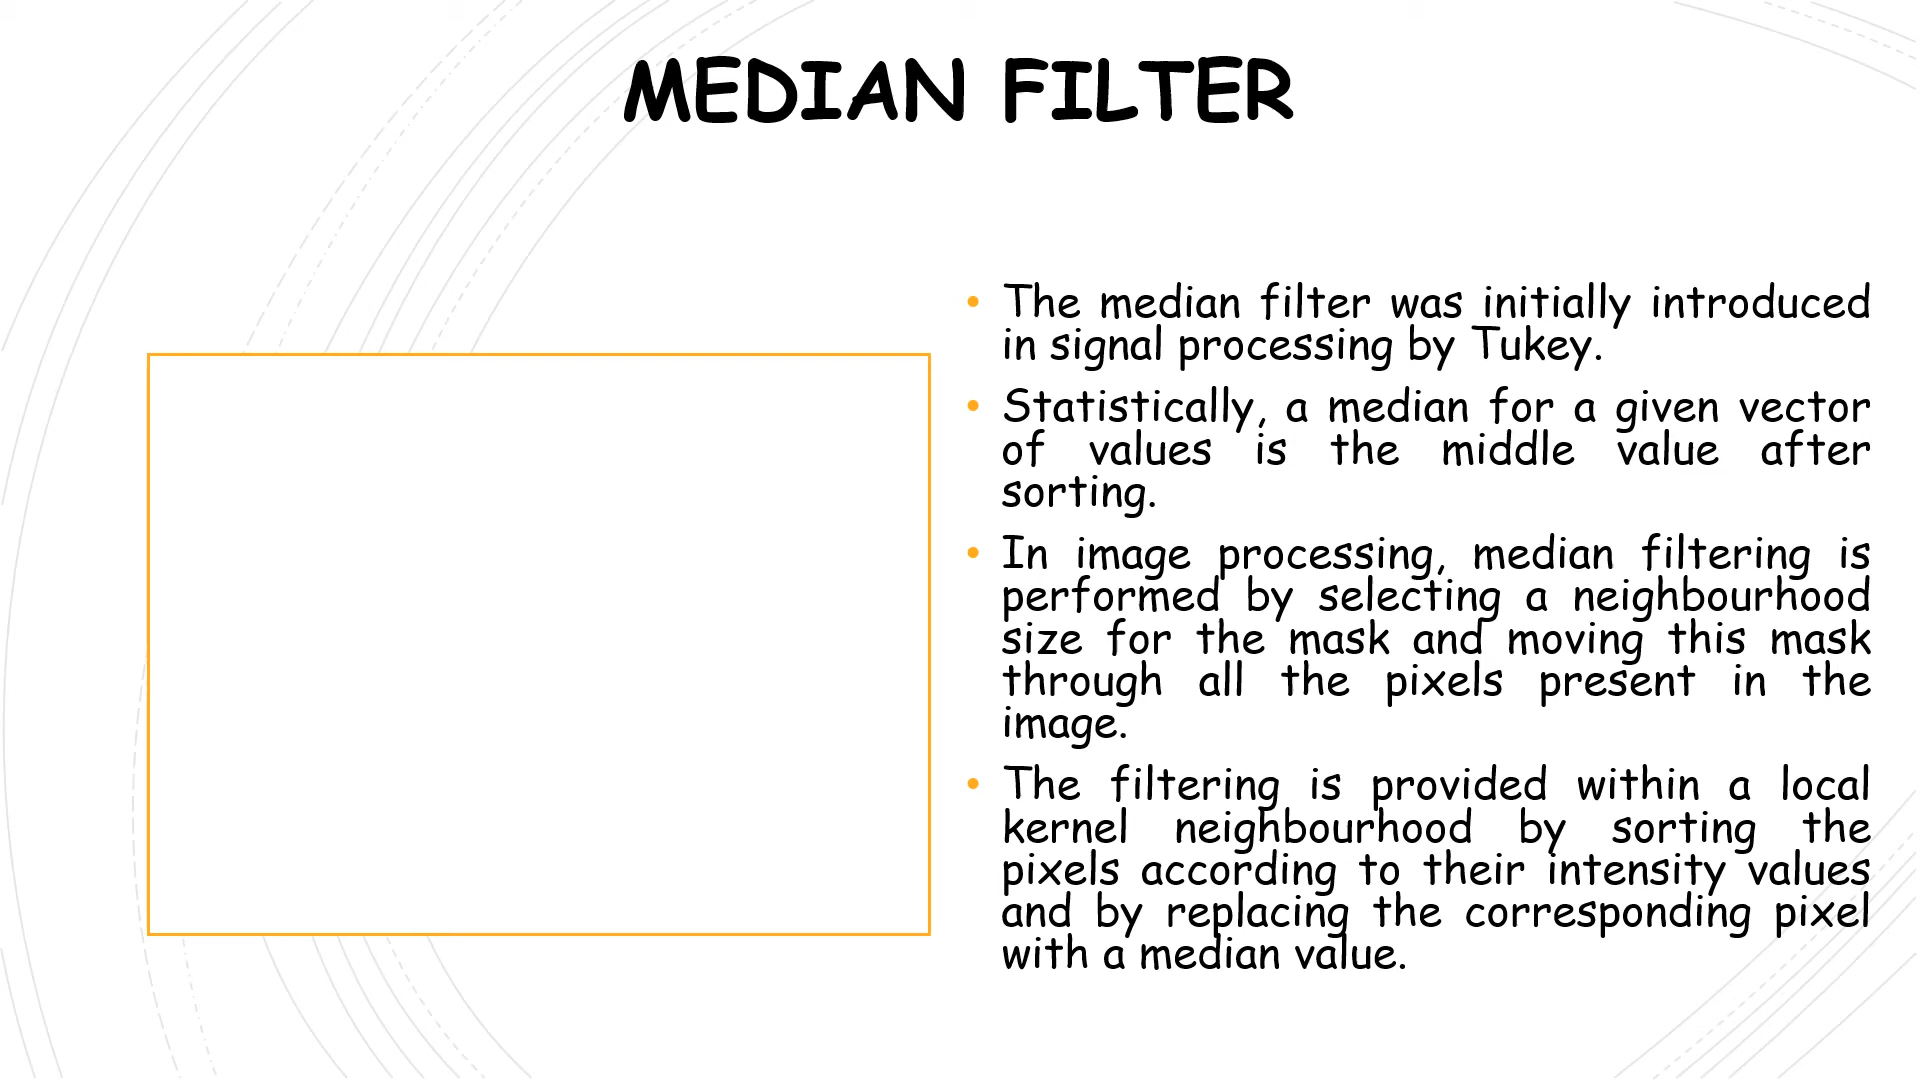 MEDIAN FILTER
• The median filter was initially introduced
in signal processing by Tukey.
• Statistically, a median for a given vector
of values is the middle value after
sorting.
• In image processing, median filtering is
performed by selecting a neighbourhood
size for the mask and moving this mask
through all the pixels present in the
image.
• The filtering is provided within a local
kernel neighbourhood by sorting the
pixels according to their intensity values
and by replacing the corresponding pixel
with a median value.